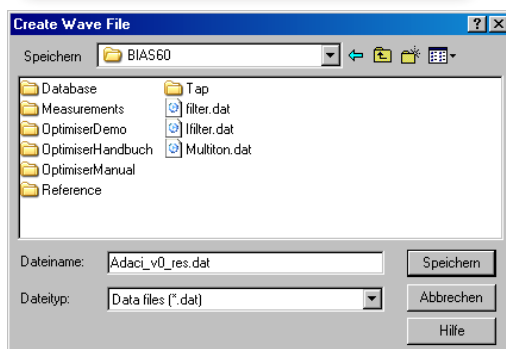 Create Wave File
Speichern BIAS60
Database
Measurements
OptimiserDemo
OptimiserHandbuch
OptimiserManual
Reference
Tap
filter.dat
lfilter.dat
Multiton.dat
Dateiname: Adaci_v0_res.dat Speichern
Dateityp: Data files (*.dat) Abbrechen
Hilfe